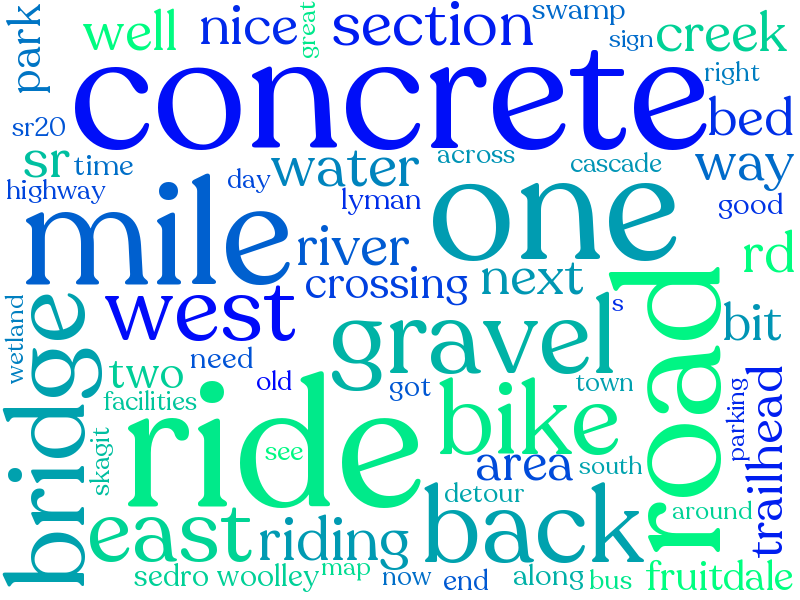 park
well
nice
great
section
swamp
sign
creek
concrete
right
sr20
bed
sr
time
water
across
cascade
way
highway
day
lyman
good
mile
one
river
rd
crossing
next
road
wetland
bridge
west
gravel
s
bit
need
two
old
got
town
facilities
ride
bike
parking
trailhead
skagit
see
area
south
detour
back
around
east
riding
sedro woolley
map
now
end
along
bus
fruitdale